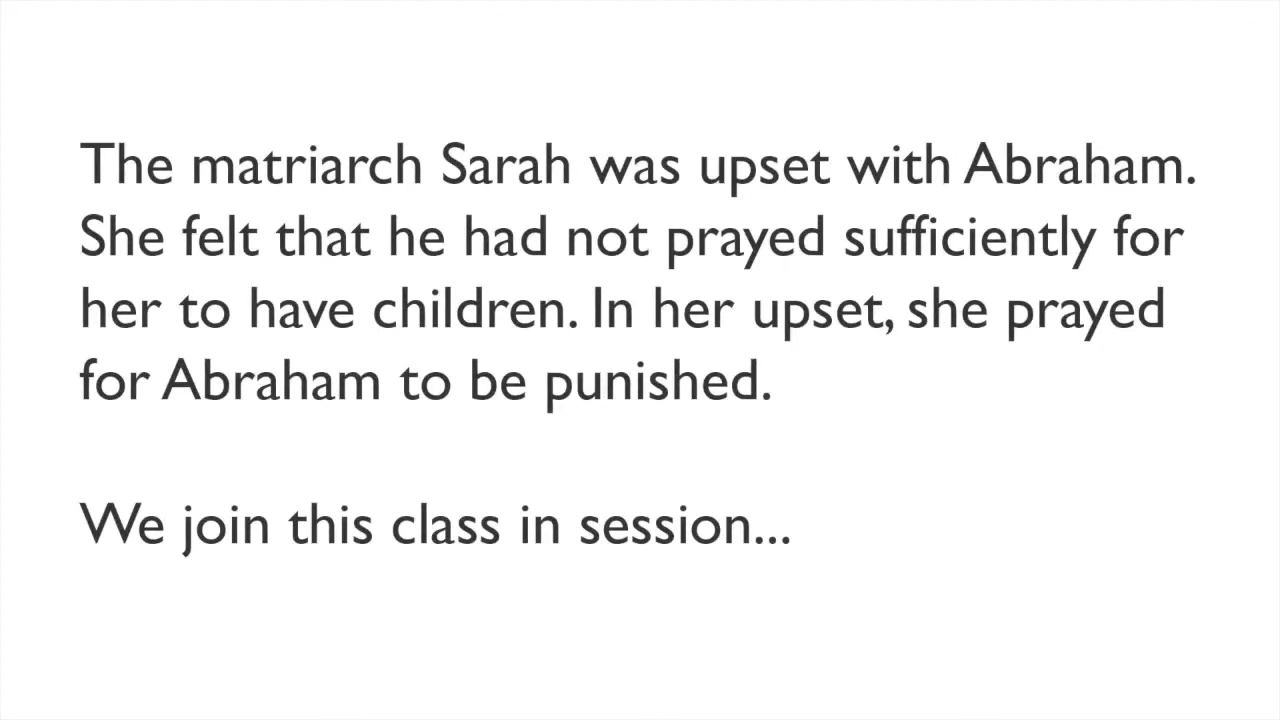 The matriarch Sarah was upset with Abraham.
She felt that he had not prayed sufficiently for
her to have children. In her upset, she prayed
for Abraham to be punished.
We join this class in session...